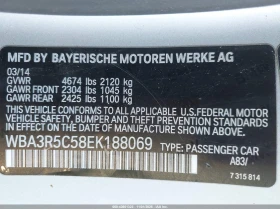 MFD BY BAYERISCHE MOTOREN WERKE AG
03/14
GVWR 4674 lbs 2120 kg
GAWR FRONT 2304 lbs 1045 kg
GAWR REAR 2425 lbs 1100 kg
THIS VEHICLE CONFORMS TO ALL APPLICABLE U.S. FEDERAL MOTOR
VEHICLE SAFETY, BUMPER, AND THEFT PREVENTION STANDARDS IN
EFFECT ON THE DATE OF MANUFACTURE SHOWN ABOVE.
WBA3R5C58EK188069 TYPE: PASSENGER CAR
A83/
7 315 814